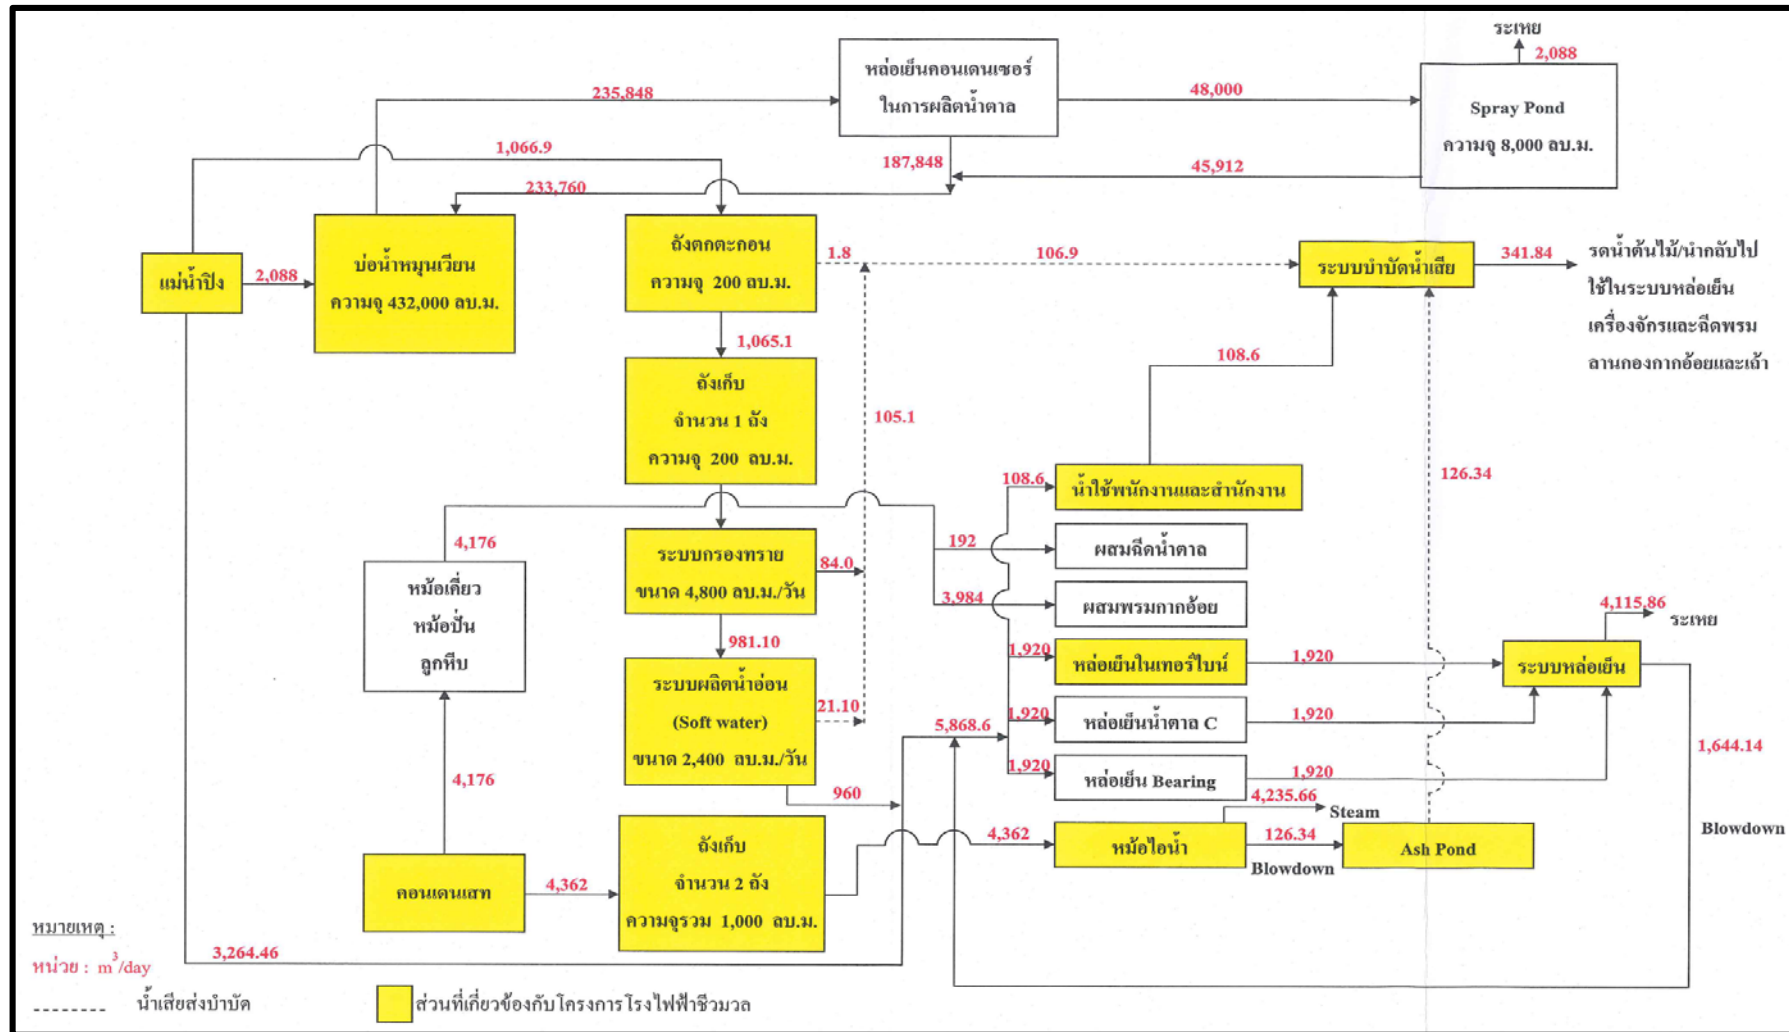 ระเหย
2,088
หล่อเย็นคอนเดนเซอร์
ในการผลิตน้ำตาล
235,848
48,000
Spray Pond
ความจุ 8,000 ลบ.ม.
1,066.9
187,848
45,912
233,760
แม่น้ำปิง
2,088
บ่อน้ำหมุนเวียน
ความจุ 432,000 ลบ.ม.
ถังตกตะกอน
ความจุ 200 ลบ.ม.
1.8
106.9
ระบบบำบัดน้ำเสีย
341.84
รดน้ำต้นไม้/นำกลับไป
ใช้ในระบบหล่อเย็น
เครื่องจักรและฉีดพรม
ลานกองกากอ้อยและเถ้า
1,065.1
108.6
ถังเก็บ
จำนวน 1 ถัง
ความจุ 200 ลบ.ม.
105.1
126.34
108.6
น้ำใช้พนักงานและสำนักงาน
4,176
ระบบกรองทราย
ขนาด 4,800 ลบ.ม./วัน
84.0
192
ผสมฉีดน้ำตาล
หม้อเคี่ยว
หม้อปั่น
ลูกหีบ
3,984
ผสมพรมกากอ้อย
4,115.86
ระเหย
981.10
1,920
หล่อเย็นในเทอร์ไบน์
1,920
ระบบหล่อเย็น
ระบบผลิตน้ำอ่อน
(Soft water)
ขนาด 2,400 ลบ.ม./วัน
21.10
5,868.6
1,920
หล่อเย็นน้ำตาล C
1,920
1,644.14
4,176
960
1,920
หล่อเย็น Bearing
1,920
4,235.66
Steam
Blowdown
ถังเก็บ
จำนวน 2 ถัง
ความจุรวม 1,000 ลบ.ม.
4,362
หม้อไอน้ำ
126.34
Blowdown
Ash Pond
คอนเดนเสท
4,362
3,264.46
หมายเหตุ :
หน่วย : m³/day
-------- น้ำเสียส่งบำบัด
ส่วนที่เกี่ยวข้องกับโครงการโรงไฟฟ้าชีวมวล